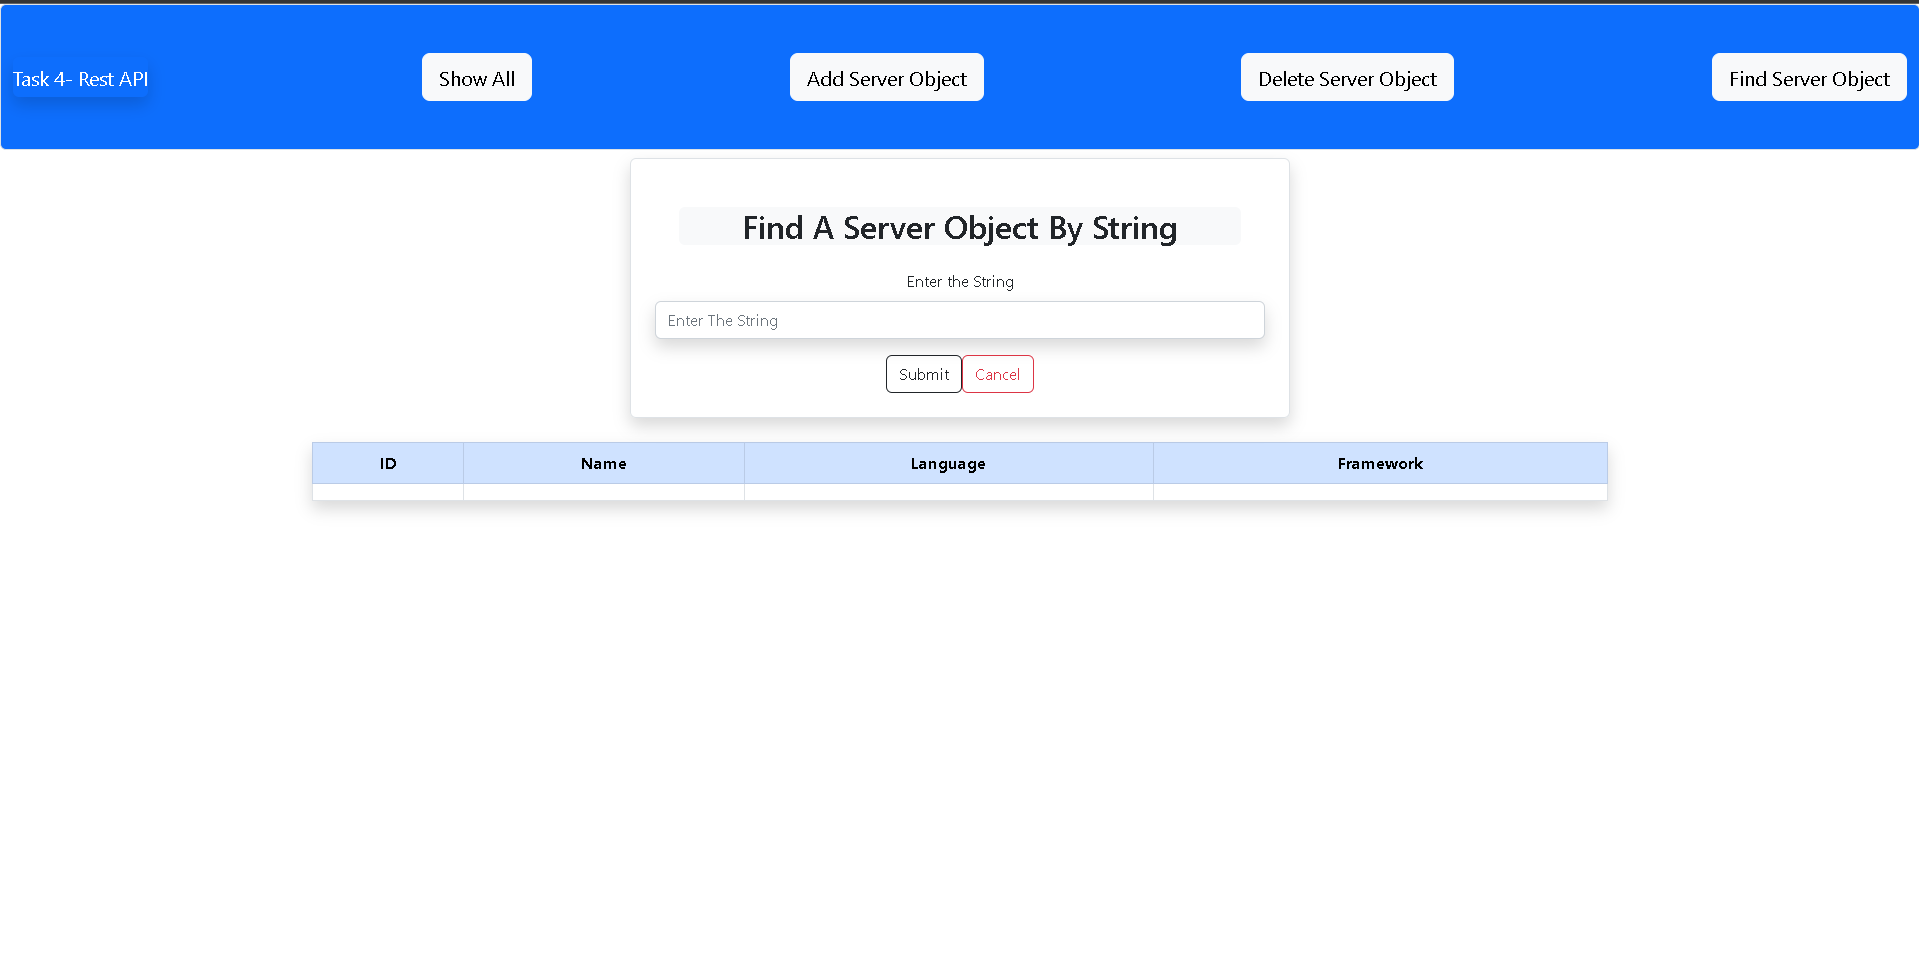 Task 4- Rest API Show All Add Server Object Delete Server Object Find Server Object
Find A Server Object By String
Enter the String
Enter The String
Submit Cancel
ID Name Language Framework